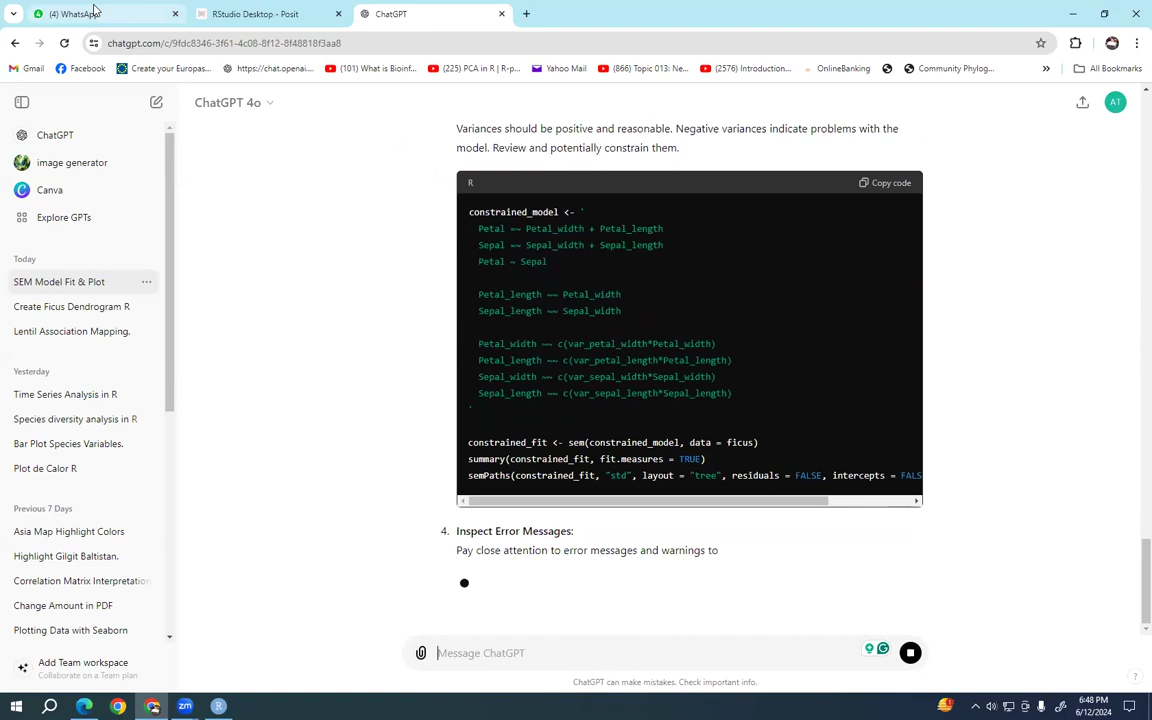 (4) WhatsApp
RStudio Desktop - Posit
ChatGPT
chatgpt.com/c/9fdc8346-3f61-4c08-8f12-8f48818f3aa8
Gmail
Facebook
Create your Europas...
https://chat.openai....
(101) What is Bioinf...
(225) PCA in R | R-p...
Yahoo Mail
(866) Topic 013: Ne...
(2576) Introduction...
OnlineBanking
Community Phylog...
»
All Bookmarks
ChatGPT 4o
AT
ChatGPT
image generator
Canva
Explore GPTs
Today
SEM Model Fit & Plot
Create Ficus Dendrogram R
Lentil Association Mapping.
Yesterday
Time Series Analysis in R
Species diversity analysis in R
Bar Plot Species Variables.
Plot de Calor R
Previous 7 Days
Asia Map Highlight Colors
Highlight Gilgit Baltistan.
Correlation Matrix Interpretation
Change Amount in PDF
Plotting Data with Seaborn
Add Team workspace
Collaborate on a Team plan
Variances should be positive and reasonable. Negative variances indicate problems with the
model. Review and potentially constrain them.
R
Copy code
constrained_model <- '
Petal =~ Petal_width + Petal_length
Sepal =~ Sepal_width + Sepal_length
Petal ~ Sepal
Petal_length ~~ Petal_width
Sepal_length ~~ Sepal_width
Petal_width ~~ c(var_petal_width*Petal_width)
Petal_length ~~ c(var_petal_length*Petal_length)
Sepal_width ~~ c(var_sepal_width*Sepal_width)
Sepal_length ~~ c(var_sepal_length*Sepal_length)
'
constrained_fit <- sem(constrained_model, data = ficus)
summary(constrained_fit, fit.measures = TRUE)
semPaths(constrained_fit, "std", layout = "tree", residuals = FALSE, intercepts = FALS
4. Inspect Error Messages:
Pay close attention to error messages and warnings to
Message ChatGPT
ChatGPT can make mistakes. Check important info.
?
6:48 PM
6/12/2024